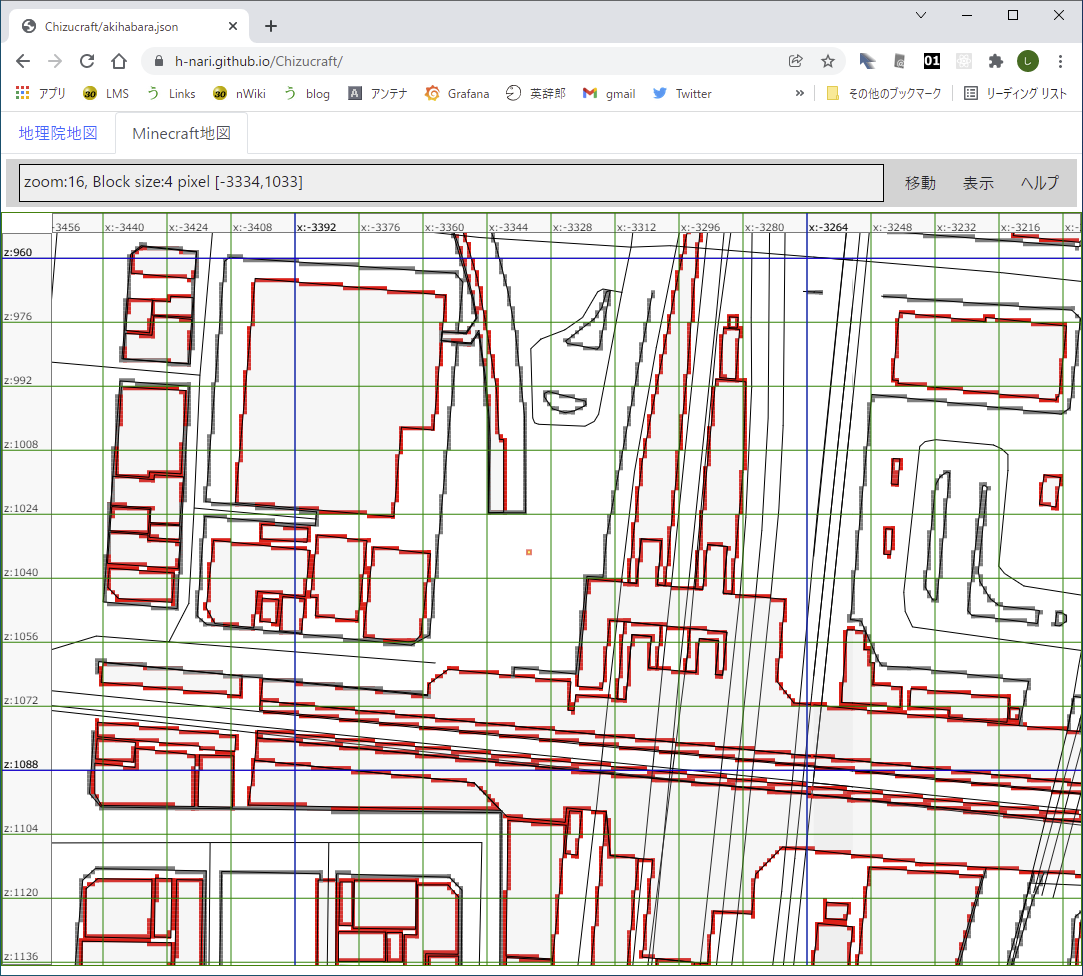 Chizucraft/akihabara.json
h-nari.github.io/Chizucraft/
01
し
アプリ 30 LMS Links 30 nWiki blog A アンテナ Grafana 英辞郎 gmail Twitter » その他のブックマーク リーディング リスト
地理院地図 Minecraft地図
zoom:16, Block size:4 pixel [-3334,1033] 移動 表示 ヘルプ
-3456 x:-3440 x:-3424 x:-3408 x:-3392 x:-3376 x:-3360 x:-3344 x:-3328 x:-3312 x:-3296 x:-3280 x:-3264 x:-3248 x:-3232 x:-3216 x:-
z:960
z:976
z:992
z:1008
z:1024
z:1040
z:1056
z:1072
z:1088
z:1104
z:1120
z:1136